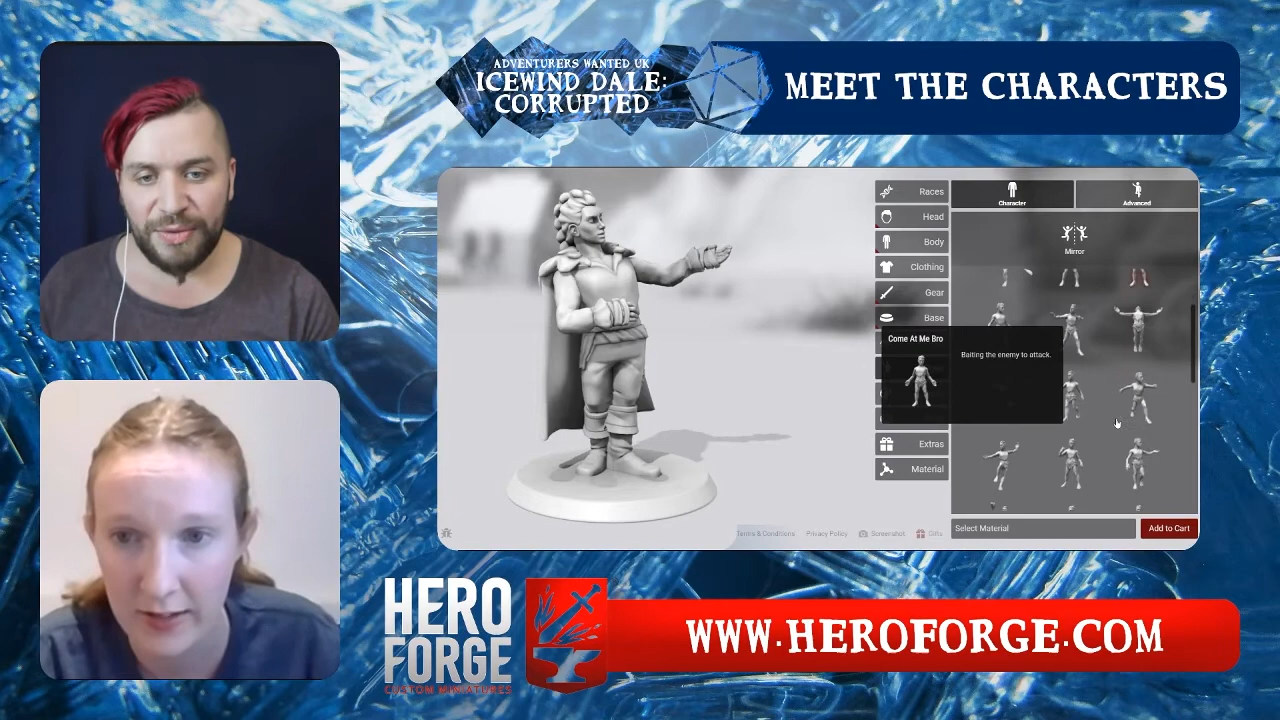 ADVENTURERS WANTED UK
ICEWIND DALE:
CORRUPTED
MEET THE CHARACTERS
Races
Head
Body
Clothing
Gear
Base
Extras
Material
Character
Advanced
Mirror
Come At Me Bro
Baiting the enemy to attack.
Terms & Conditions
Privacy Policy
Screenshot
Gifts
Select Material
Add to Cart
HERO
FORGE
CUSTOM MINIATURES
WWW.HEROFORGE.COM